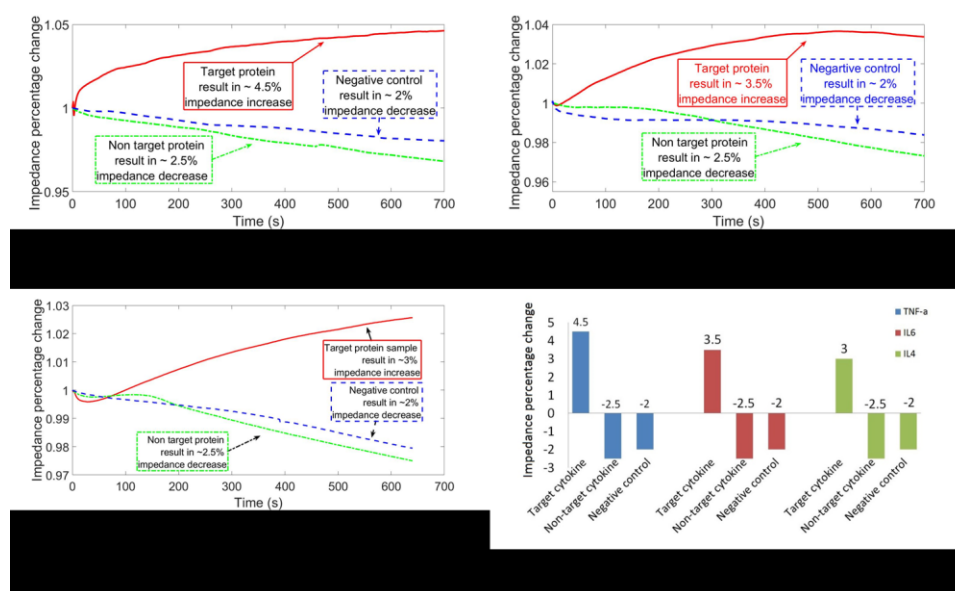 1.05
1
0.95
Impedance percentage change
Target protein
result in ~ 4.5%
impedance increase
Negative control
result in ~ 2%
impedance decrease
Non target protein
result in ~ 2.5%
impedance decrease
0 100 200 300 400 500 600 700
Time (s)
1.04
1.02
1
0.98
0.96
Impedance percentage change
Target protein
result in ~ 3.5%
impedance increase
Negartive control
result in ~ 2%
impedance decrease
Non target protein
result in ~ 2.5%
impedance decrease
0 100 200 300 400 500 600 700
Time (s)
1.03
1.02
1.01
1
0.99
0.98
0.97
Impedance percentage change
Target protein sample
result in ~3%
impedance increase
Negative control
result in ~2%
impedance decrease
Non target protein
result in ~2.5%
impedance decrease
0 100 200 300 400 500 600 700
Time (s)
Impedance percentage change
5
4
3
2
1
0
-1
-2
-3
4.5
-2.5
-2
3.5
-2.5
-2
3
-2.5
-2
TNF-a
IL6
IL4
Target cytokine
Non-target cytokine
Negative control
Target cytokine
Non-target cytokine
Negative control
Target cytokine
Non-target cytokine
Negative control